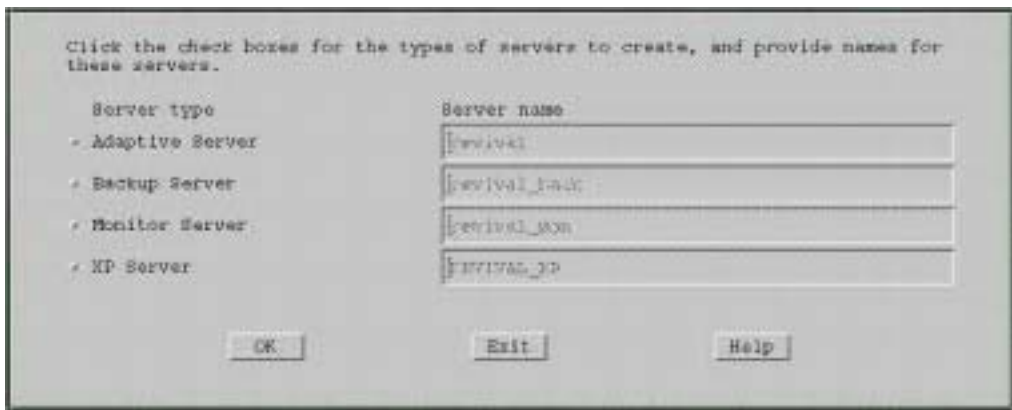 Click the check boxes for the types of servers to create, and provide names for
these servers.
Server type Server name
Adaptive Server revival
Backup Server revival_back
Monitor Server revival_mon
XP Server REVIVAL_XP
OK Exit Help